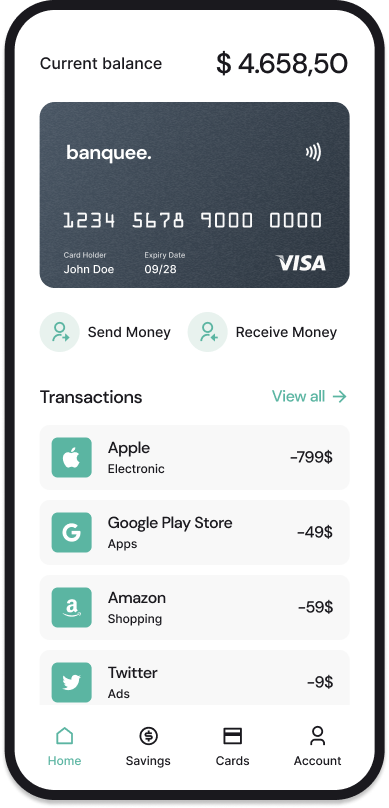 Current balance
$ 4.658,50
banquee.
1234 5678 9000 0000
Card Holder
Expiry Date
John Doe
09/28
VISA
Send Money
Receive Money
Transactions
View all
Apple
Electronic
-799$
Google Play Store
Apps
-49$
Amazon
Shopping
-59$
Twitter
Ads
-9$
Home
Savings
Cards
Account